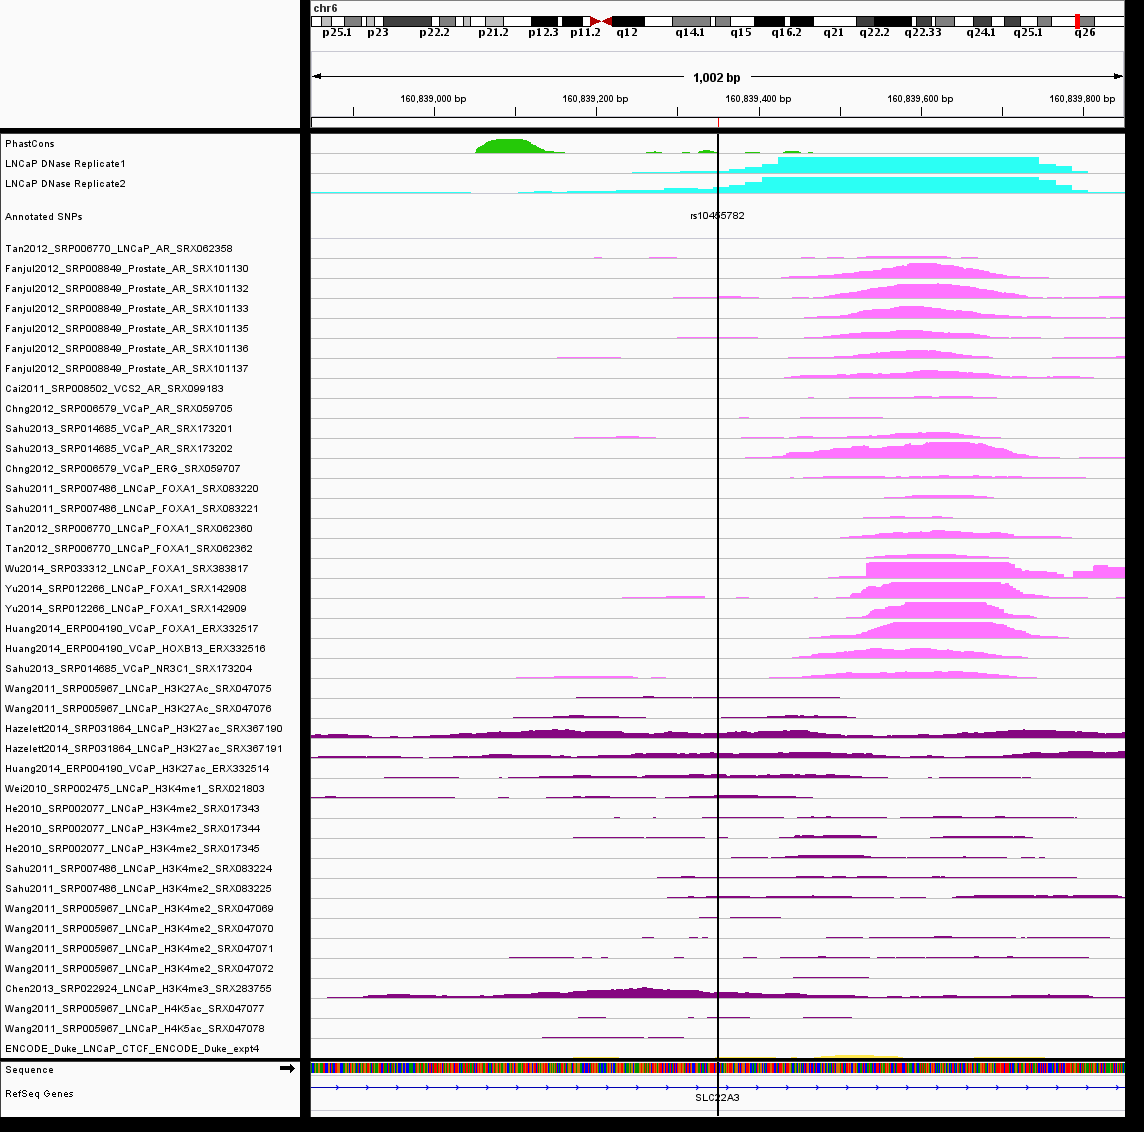 chr6
p25.1 p23 p22.2 p21.2 p12.3 p11.2 q12 q14.1 q15 q16.2 q21 q22.2 q22.33 q24.1 q25.1 q26
1,002 bp
160,839,000 bp 160,839,200 bp 160,839,400 bp 160,839,600 bp 160,839,800 bp
PhastCons
LNCaP DNase Replicate1
LNCaP DNase Replicate2
Annotated SNPs rs10455782
Tan2012_SRP006770_LNCaP_AR_SRX062358
Fanjul2012_SRP008849_Prostate_AR_SRX101130
Fanjul2012_SRP008849_Prostate_AR_SRX101132
Fanjul2012_SRP008849_Prostate_AR_SRX101133
Fanjul2012_SRP008849_Prostate_AR_SRX101135
Fanjul2012_SRP008849_Prostate_AR_SRX101136
Fanjul2012_SRP008849_Prostate_AR_SRX101137
Cai2011_SRP008502_VCS2_AR_SRX099183
Chng2012_SRP006579_VCaP_AR_SRX059705
Sahu2013_SRP014685_VCaP_AR_SRX173201
Sahu2013_SRP014685_VCaP_AR_SRX173202
Chng2012_SRP006579_VCaP_ERG_SRX059707
Sahu2011_SRP007486_LNCaP_FOXA1_SRX083220
Sahu2011_SRP007486_LNCaP_FOXA1_SRX083221
Tan2012_SRP006770_LNCaP_FOXA1_SRX062360
Tan2012_SRP006770_LNCaP_FOXA1_SRX062362
Wu2014_SRP033312_LNCaP_FOXA1_SRX383817
Yu2014_SRP012266_LNCaP_FOXA1_SRX142908
Yu2014_SRP012266_LNCaP_FOXA1_SRX142909
Huang2014_ERP004190_VCaP_FOXA1_ERX332517
Huang2014_ERP004190_VCaP_HOXB13_ERX332516
Sahu2013_SRP014685_VCaP_NR3C1_SRX173204
Wang2011_SRP005967_LNCaP_H3K27Ac_SRX047075
Wang2011_SRP005967_LNCaP_H3K27Ac_SRX047076
Hazelett2014_SRP031864_LNCaP_H3K27ac_SRX367190
Hazelett2014_SRP031864_LNCaP_H3K27ac_SRX367191
Huang2014_ERP004190_VCaP_H3K27ac_ERX332514
Wei2010_SRP002475_LNCaP_H3K4me1_SRX021803
He2010_SRP002077_LNCaP_H3K4me2_SRX017343
He2010_SRP002077_LNCaP_H3K4me2_SRX017344
He2010_SRP002077_LNCaP_H3K4me2_SRX017345
Sahu2011_SRP007486_LNCaP_H3K4me2_SRX083224
Sahu2011_SRP007486_LNCaP_H3K4me2_SRX083225
Wang2011_SRP005967_LNCaP_H3K4me2_SRX047069
Wang2011_SRP005967_LNCaP_H3K4me2_SRX047070
Wang2011_SRP005967_LNCaP_H3K4me2_SRX047071
Wang2011_SRP005967_LNCaP_H3K4me2_SRX047072
Chen2013_SRP022924_LNCaP_H3K4me3_SRX283755
Wang2011_SRP005967_LNCaP_H4K5ac_SRX047077
Wang2011_SRP005967_LNCaP_H4K5ac_SRX047078
ENCODE_Duke_LNCaP_CTCF_ENCODE_Duke_expt4
Sequence
RefSeq Genes
SLC22A3